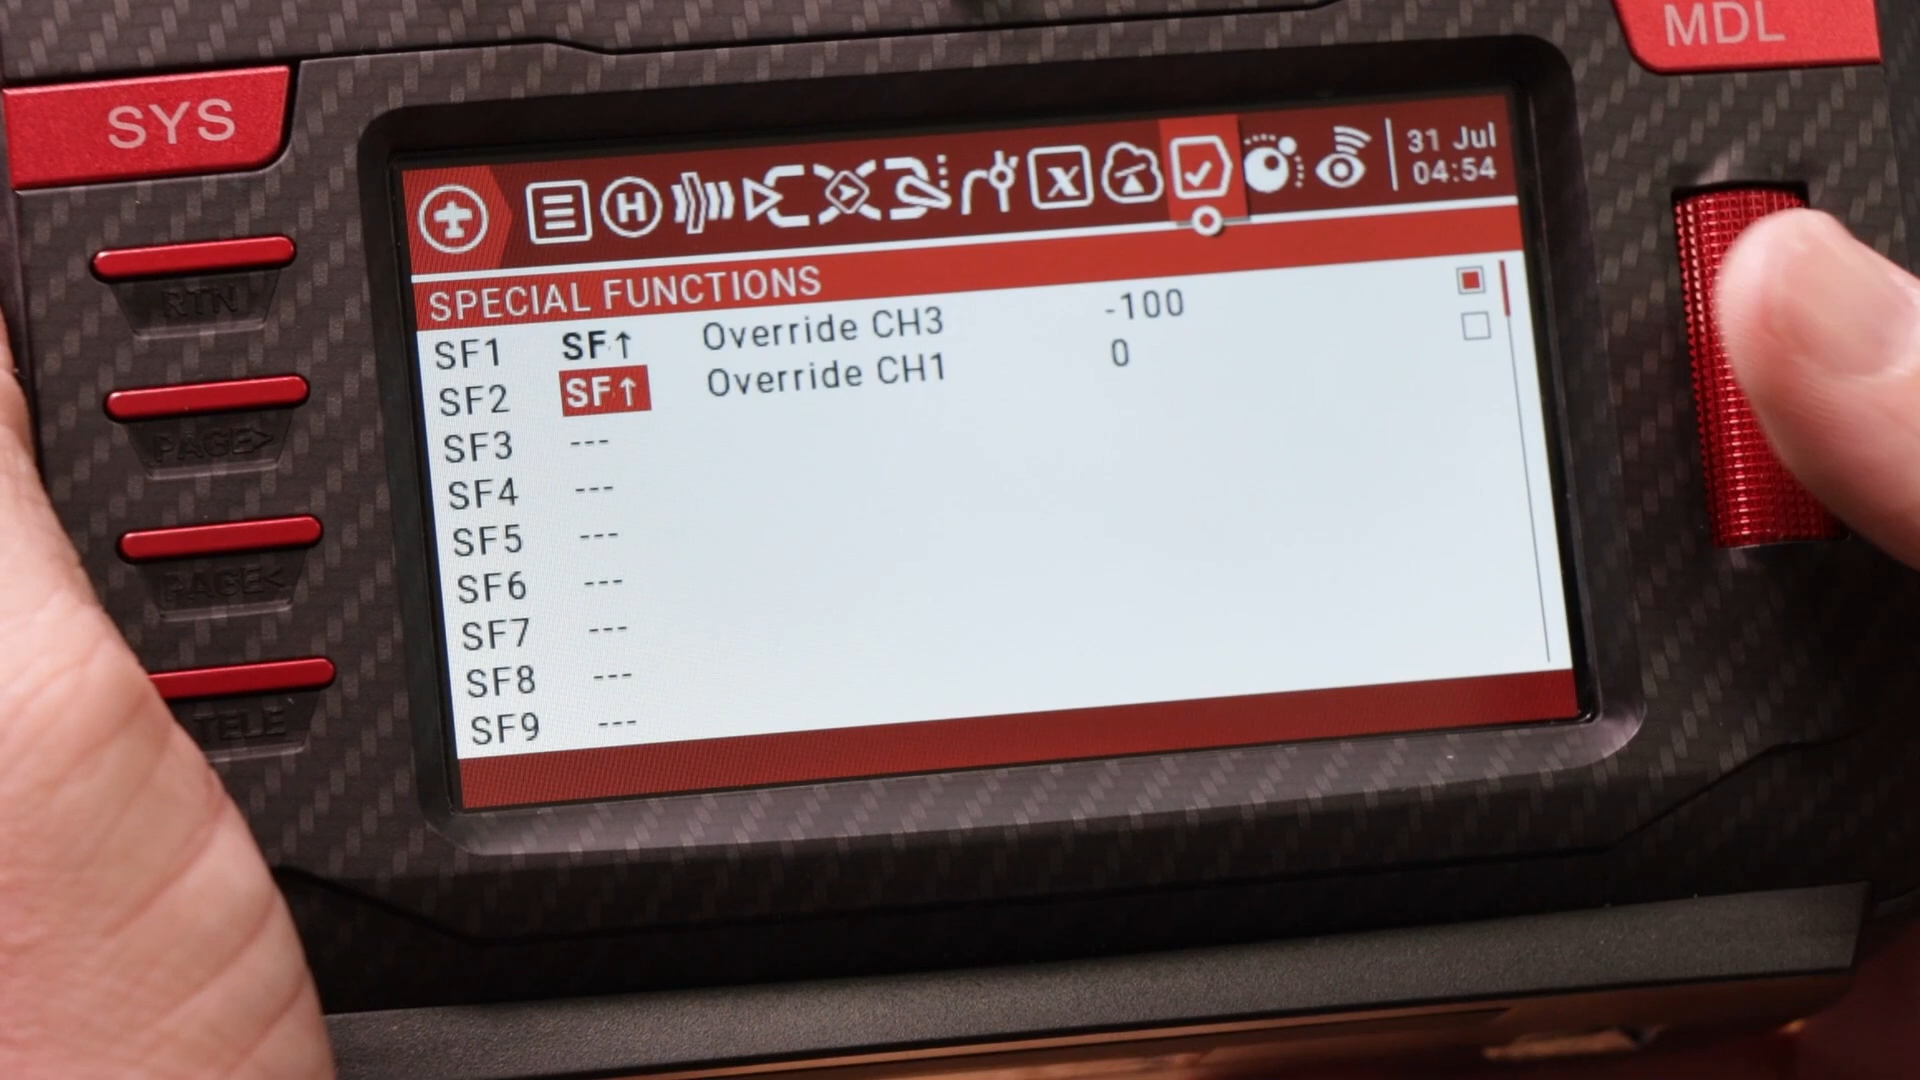 MDL
SYS
31 Jul
04:54
SPECIAL FUNCTIONS
SF1 SF↑ Override CH3 -100
SF2 SF↑ Override CH1 0
SF3 ---
SF4 ---
SF5 ---
SF6 ---
SF7 ---
SF8 ---
SF9 ---
RTN
PAGE>
PAGE<
TELE